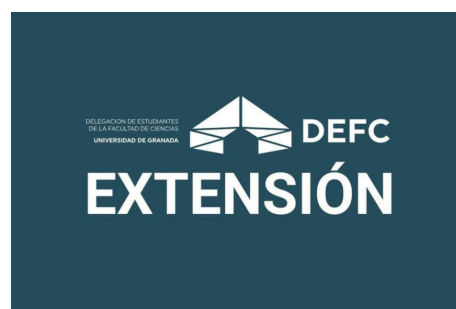 DELEGACION DE ESTUDIANTES
DE LA FACULTAD DE CIENCIAS
UNIVERSIDAD DE GRANADA
DEFC
EXTENSIÓN